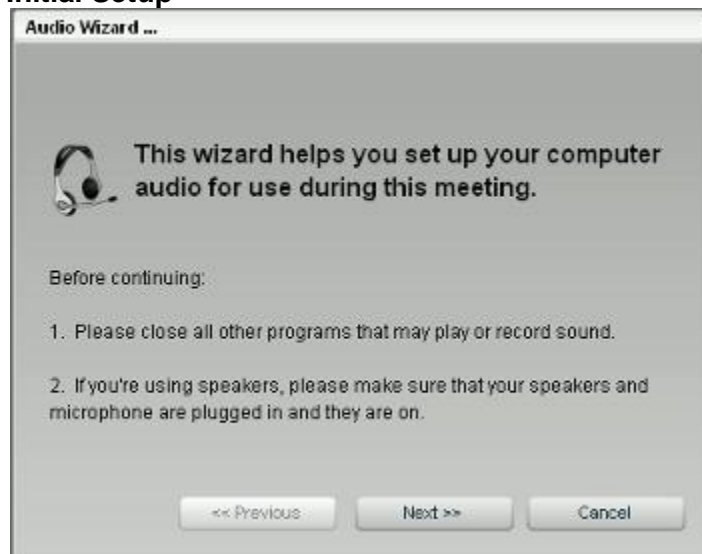 Initial Setup
Audio Wizard ...
This wizard helps you set up your computer
audio for use during this meeting.
Before continuing:
1. Please close all other programs that may play or record sound.
2. If you're using speakers, please make sure that your speakers and
microphone are plugged in and they are on.
<< Previous Next >> Cancel